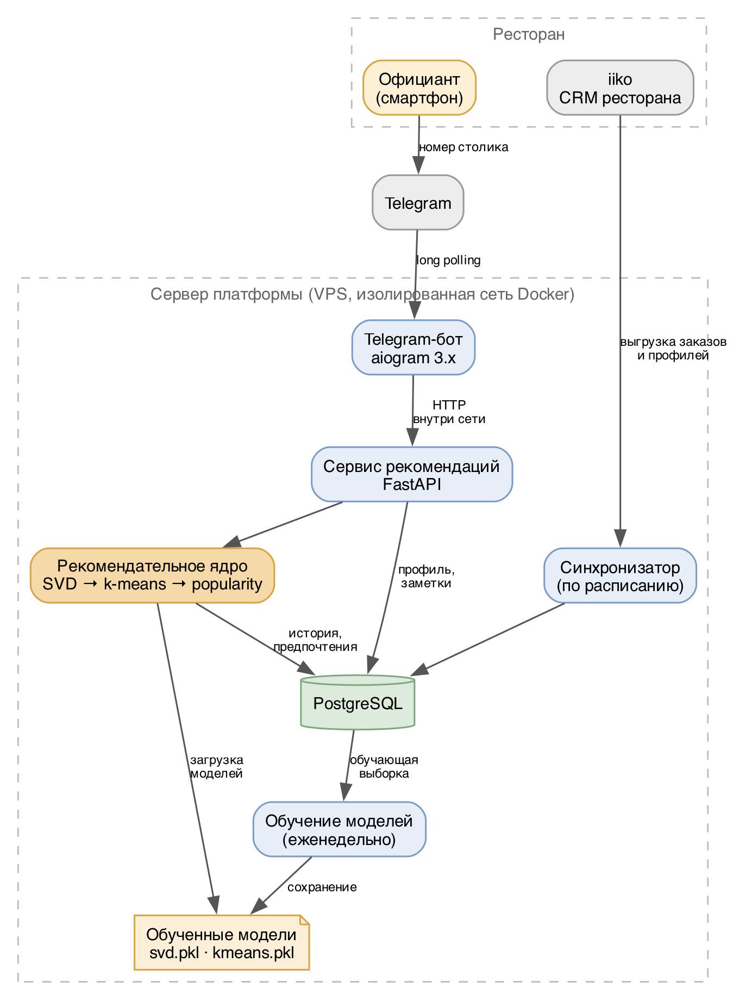 Ресторан
Официант
(смартфон)
iiko
CRM ресторана
номер столика
Telegram
long polling
Сервер платформы (VPS, изолированная сеть Docker)
Telegram-бот
aiogram 3.x
выгрузка заказов
и профилей
HTTP
внутри сети
Сервис рекомендаций
FastAPI
Рекомендательное ядро
SVD → k-means → popularity
профиль,
заметки
Синхронизатор
(по расписанию)
история,
предпочтения
PostgreSQL
загрузка
моделей
обучающая
выборка
Обучение моделей
(еженедельно)
сохранение
Обученные модели
svd.pkl · kmeans.pkl